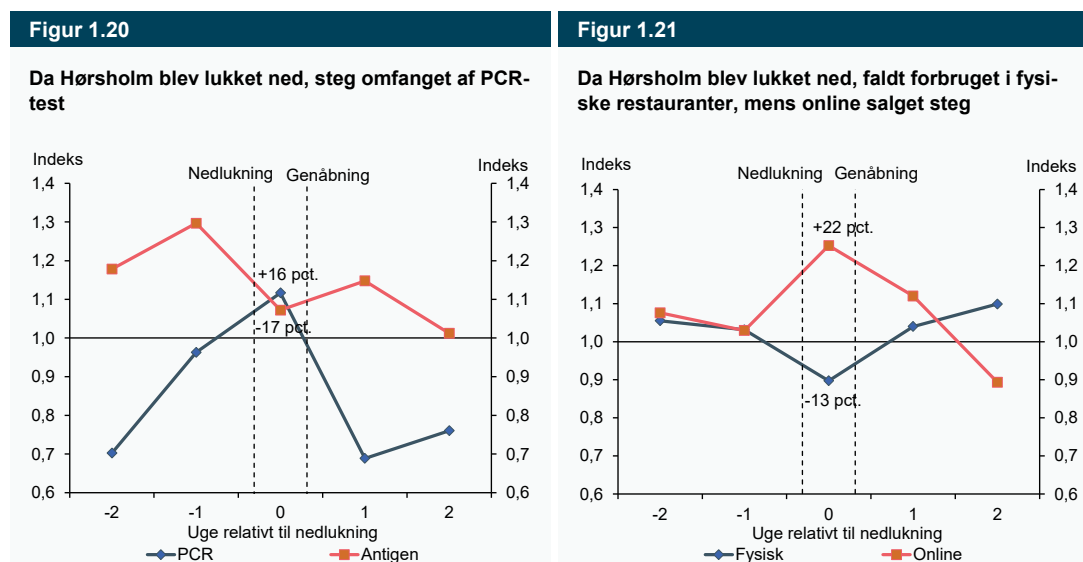 Figur 1.20
Da Hørsholm blev lukket ned, steg omfanget af PCR-
test
Indeks
Indeks
Nedlukning
Genåbning
1,4
1,3
1,2
1,1
1,0
0,9
0,8
0,7
0,6
1,4
1,3
1,2
1,1
1,0
0,9
0,8
0,7
0,6
+16 pct.
-17 pct.
-2 -1 0 1 2
Uge relativt til nedlukning
PCR Antigen
Figur 1.21
Da Hørsholm blev lukket ned, faldt forbruget i fysi-
ske restauranter, mens online salget steg
Indeks
Indeks
Nedlukning
Genåbning
1,4
1,3
1,2
1,1
1,0
0,9
0,8
0,7
0,6
1,4
1,3
1,2
1,1
1,0
0,9
0,8
0,7
0,6
+22 pct.
-13 pct.
-2 -1 0 1 2
Uge relativt til nedlukning
Fysisk Online